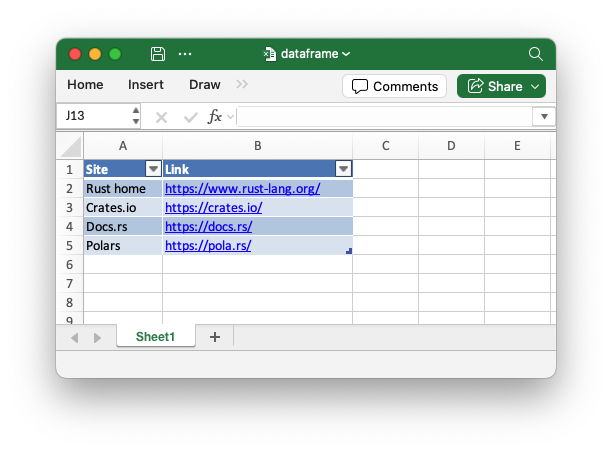 dataframe
Home Insert Draw Comments Share
J13 fx
A B C D E
1 Site Link
2 Rust home https://www.rust-lang.org/
3 Crates.io https://crates.io/
4 Docs.rs https://docs.rs/
5 Polars https://pola.rs/
6
7
8
9
Sheet1 +